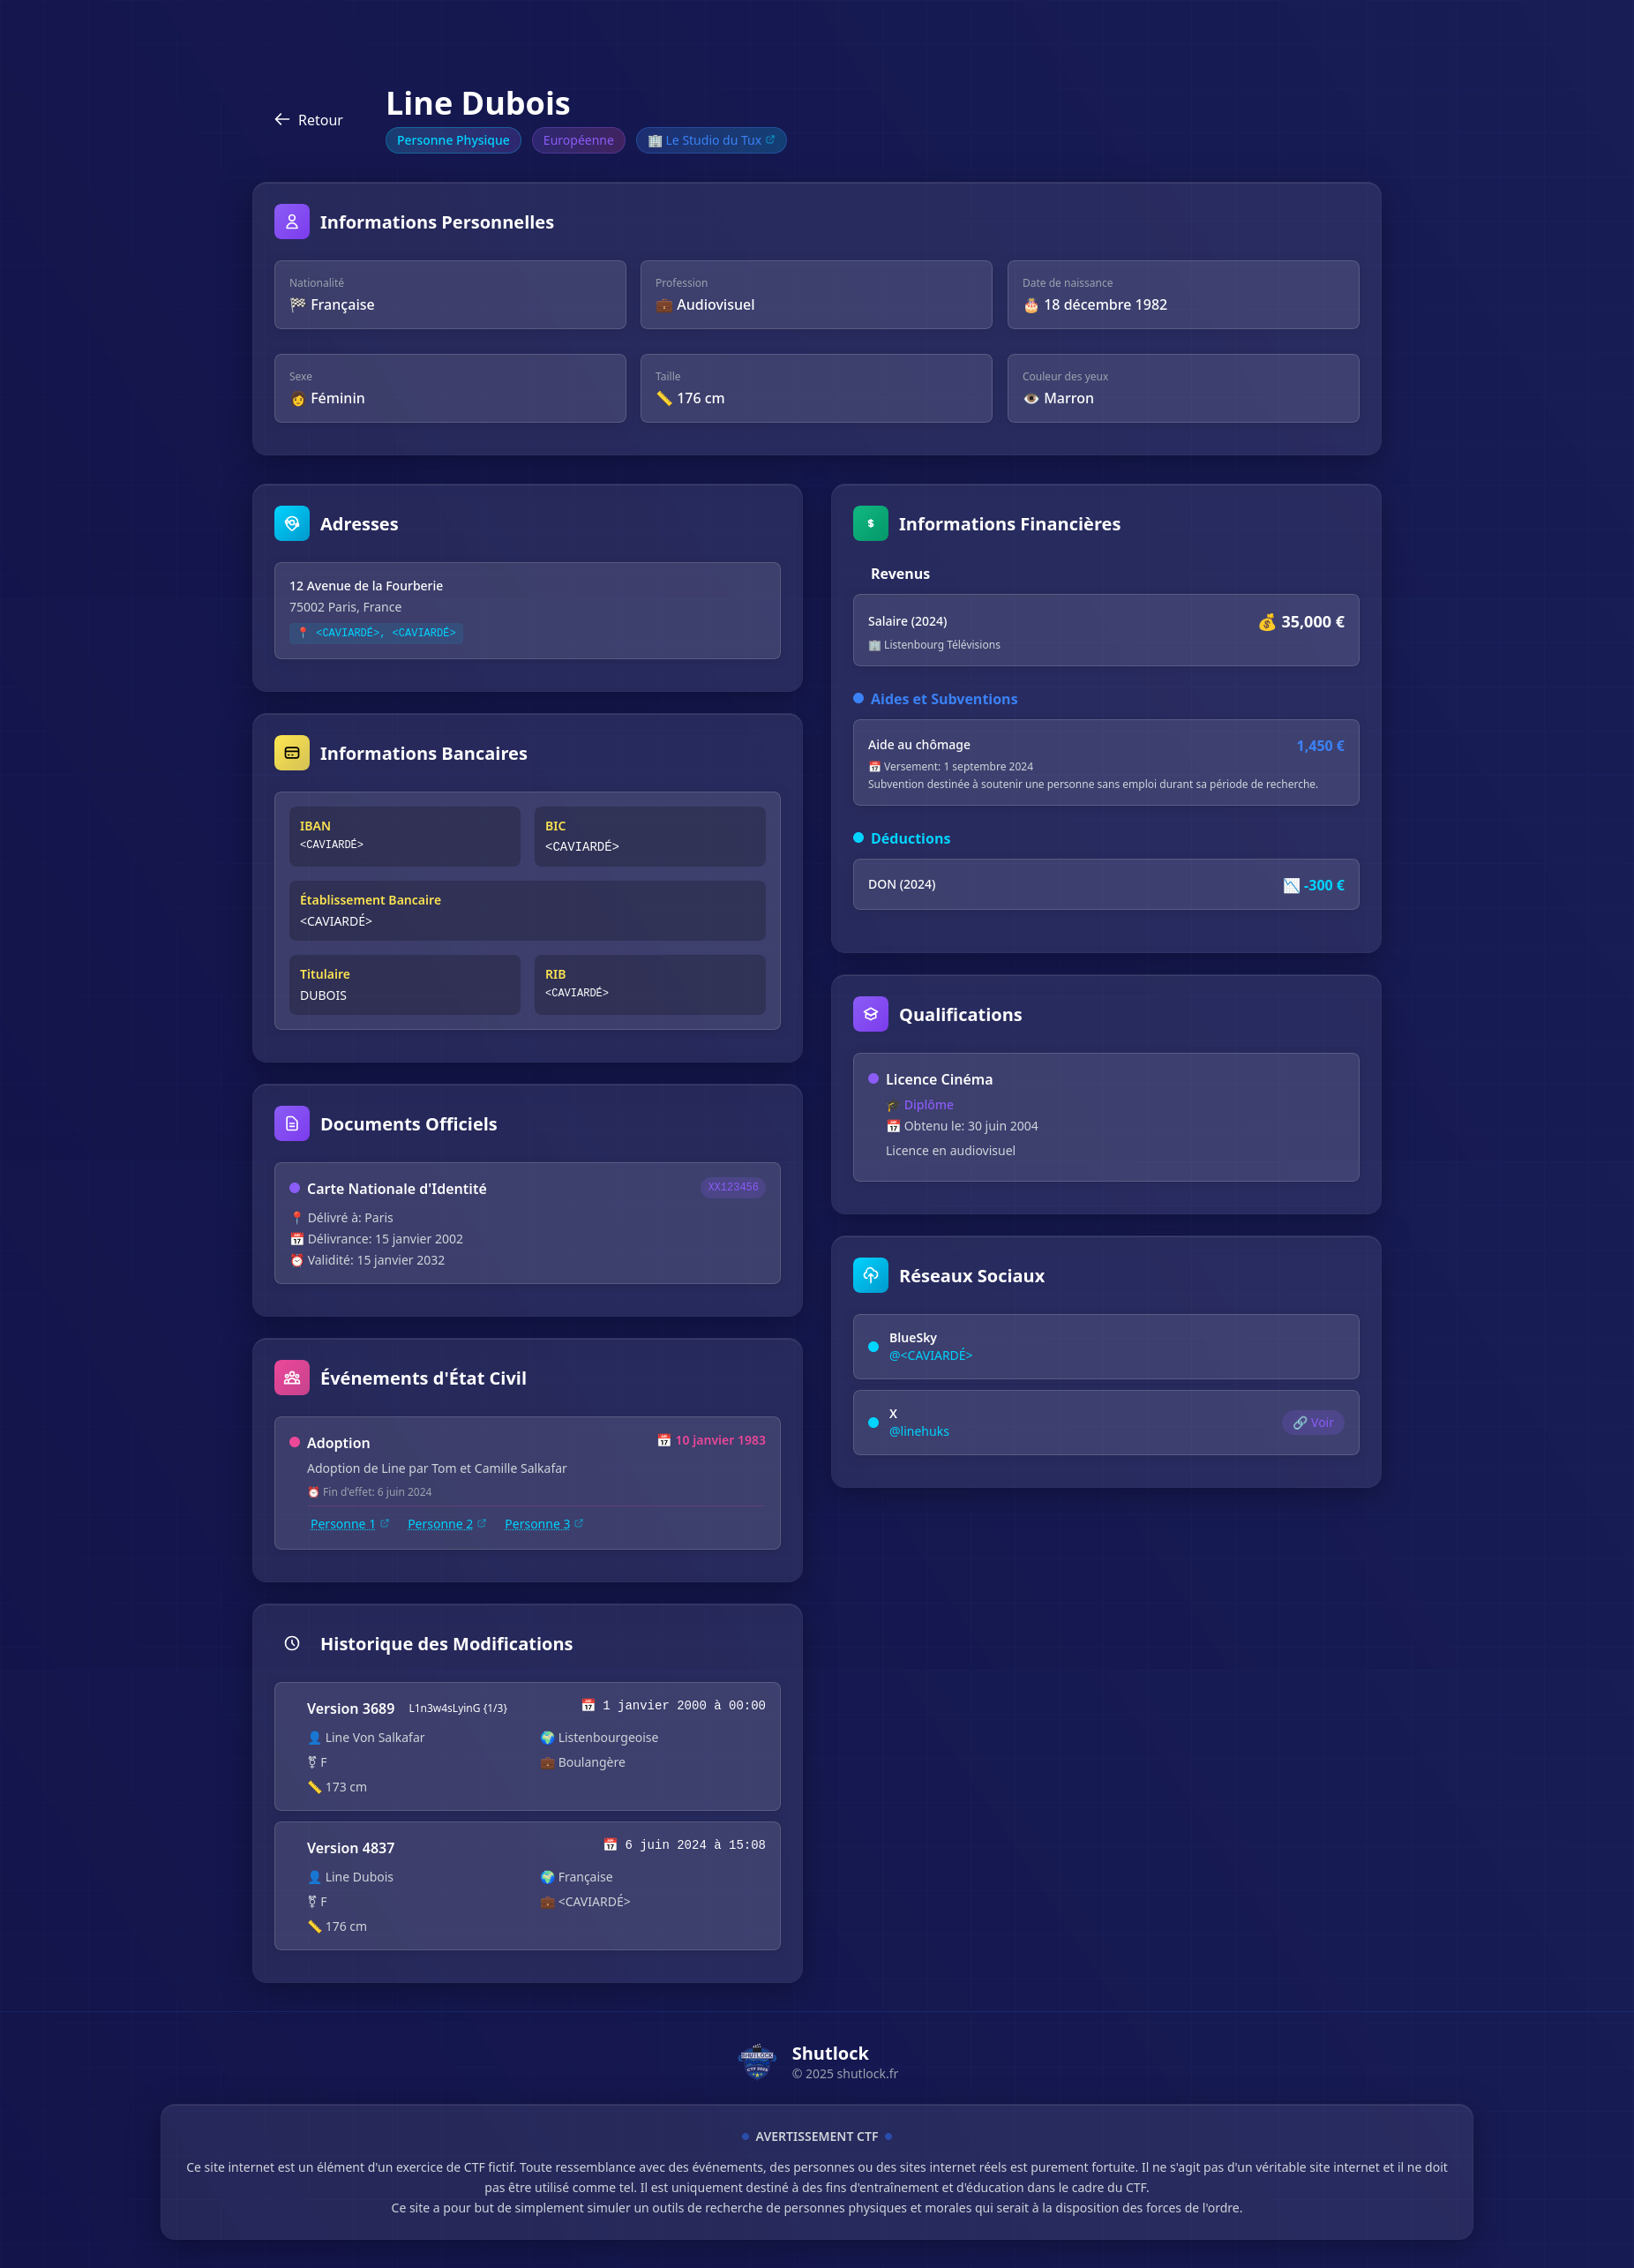 Retour
Line Dubois
Personne Physique
Européenne
🏢 Le Studio du Tux
Informations Personnelles
Nationalité
🏁 Française
Profession
💼 Audiovisuel
Date de naissance
🎂 18 décembre 1982
Sexe
👩 Féminin
Taille
📏 176 cm
Couleur des yeux
👁️ Marron
Adresses
12 Avenue de la Fourberie
75002 Paris, France
📍 <CAVIARDÉ>, <CAVIARDÉ>
Informations Bancaires
IBAN
<CAVIARDÉ>
BIC
<CAVIARDÉ>
Établissement Bancaire
<CAVIARDÉ>
Titulaire
DUBOIS
RIB
<CAVIARDÉ>
Documents Officiels
Carte Nationale d'Identité
XX123456
📍 Délivré à: Paris
📅 Délivrance: 15 janvier 2002
⏰ Validité: 15 janvier 2032
Événements d'État Civil
Adoption
📅 10 janvier 1983
Adoption de Line par Tom et Camille Salkafar
⏰ Fin d'effet: 6 juin 2024
Personne 1
Personne 2
Personne 3
Historique des Modifications
Version 3689
L1n3w4sLyinG {1/3}
📅 1 janvier 2000 à 00:00
👤 Line Von Salkafar
🌍 Listenbourgeoise
⚧ F
💼 Boulangère
📏 173 cm
Version 4837
📅 6 juin 2024 à 15:08
👤 Line Dubois
🌍 Française
⚧ F
💼 <CAVIARDÉ>
📏 176 cm
Informations Financières
$
Revenus
Salaire (2024)
💰 35,000 €
🏢 Listenbourg Télévisions
Aides et Subventions
Aide au chômage
1,450 €
📅 Versement: 1 septembre 2024
Subvention destinée à soutenir une personne sans emploi durant sa période de recherche.
Déductions
DON (2024)
📉 -300 €
Qualifications
Licence Cinéma
🎓 Diplôme
📅 Obtenu le: 30 juin 2004
Licence en audiovisuel
Réseaux Sociaux
BlueSky
@<CAVIARDÉ>
X
@linehuks
🔗 Voir
SHUTLOCK
Shutlock
© 2025 shutlock.fr
AVERTISSEMENT CTF
Ce site internet est un élément d'un exercice de CTF fictif. Toute ressemblance avec des événements, des personnes ou des sites internet réels est purement fortuite. Il ne s'agit pas d'un véritable site internet et il ne doit
pas être utilisé comme tel. Il est uniquement destiné à des fins d'entraînement et d'éducation dans le cadre du CTF.
Ce site a pour but de simplement simuler un outils de recherche de personnes physiques et morales qui serait à la disposition des forces de l'ordre.